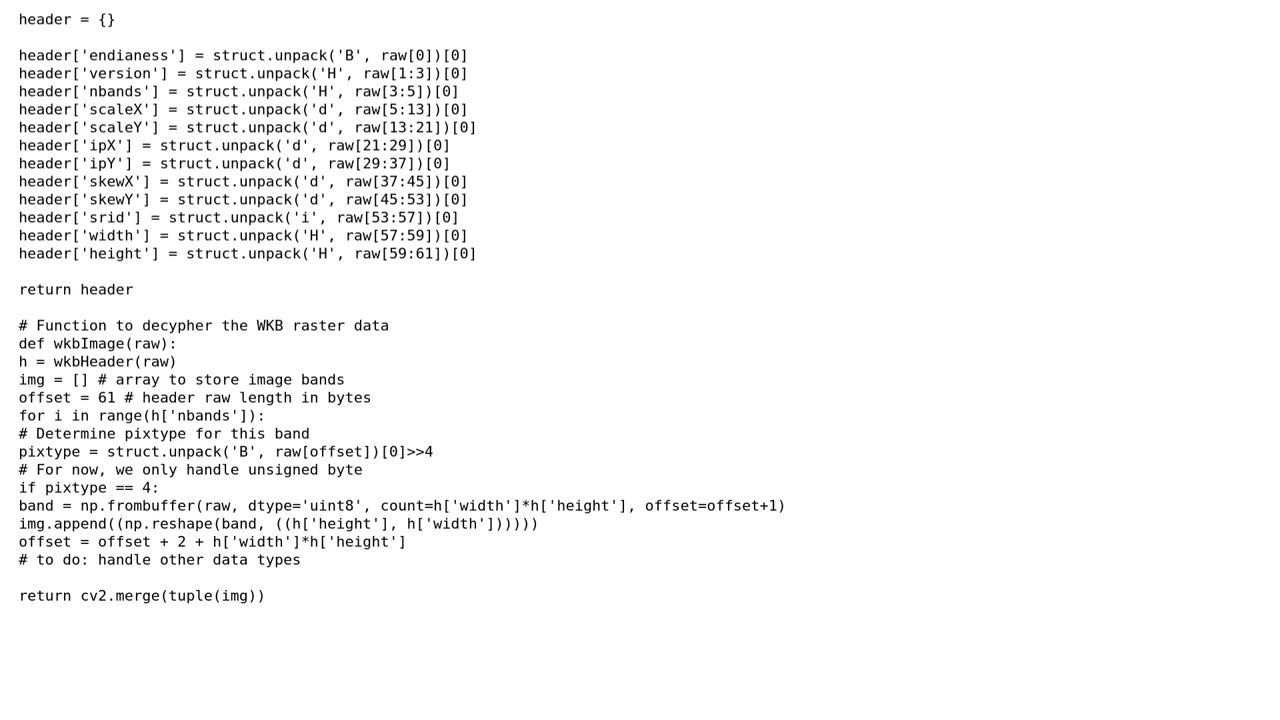 header = {}
header['endianess'] = struct.unpack('B', raw[0])[0]
header['version'] = struct.unpack('H', raw[1:3])[0]
header['nbands'] = struct.unpack('H', raw[3:5])[0]
header['scaleX'] = struct.unpack('d', raw[5:13])[0]
header['scaleY'] = struct.unpack('d', raw[13:21])[0]
header['ipX'] = struct.unpack('d', raw[21:29])[0]
header['ipY'] = struct.unpack('d', raw[29:37])[0]
header['skewX'] = struct.unpack('d', raw[37:45])[0]
header['skewY'] = struct.unpack('d', raw[45:53])[0]
header['srid'] = struct.unpack('i', raw[53:57])[0]
header['width'] = struct.unpack('H', raw[57:59])[0]
header['height'] = struct.unpack('H', raw[59:61])[0]
return header
# Function to decypher the WKB raster data
def wkbImage(raw):
h = wkbHeader(raw)
img = [] # array to store image bands
offset = 61 # header raw length in bytes
for i in range(h['nbands']):
# Determine pixtype for this band
pixtype = struct.unpack('B', raw[offset])[0]>>4
# For now, we only handle unsigned byte
if pixtype == 4:
band = np.frombuffer(raw, dtype='uint8', count=h['width']*h['height'], offset=offset+1)
img.append((np.reshape(band, ((h['height'], h['width'])))))
offset = offset + 2 + h['width']*h['height']
# to do: handle other data types
return cv2.merge(tuple(img))